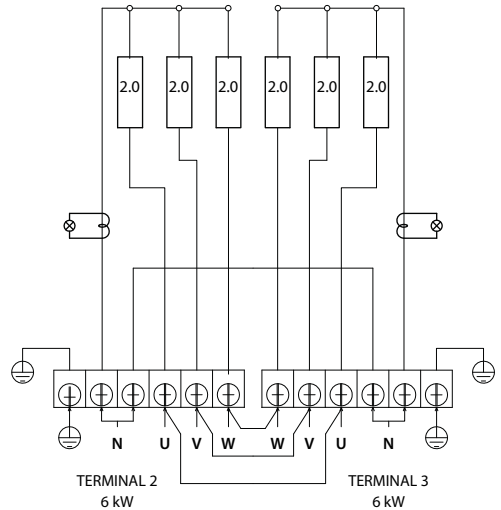 2.0 2.0 2.0 2.0 2.0 2.0
N U V W W V U N
TERMINAL 2 TERMINAL 3
6 kW 6 kW